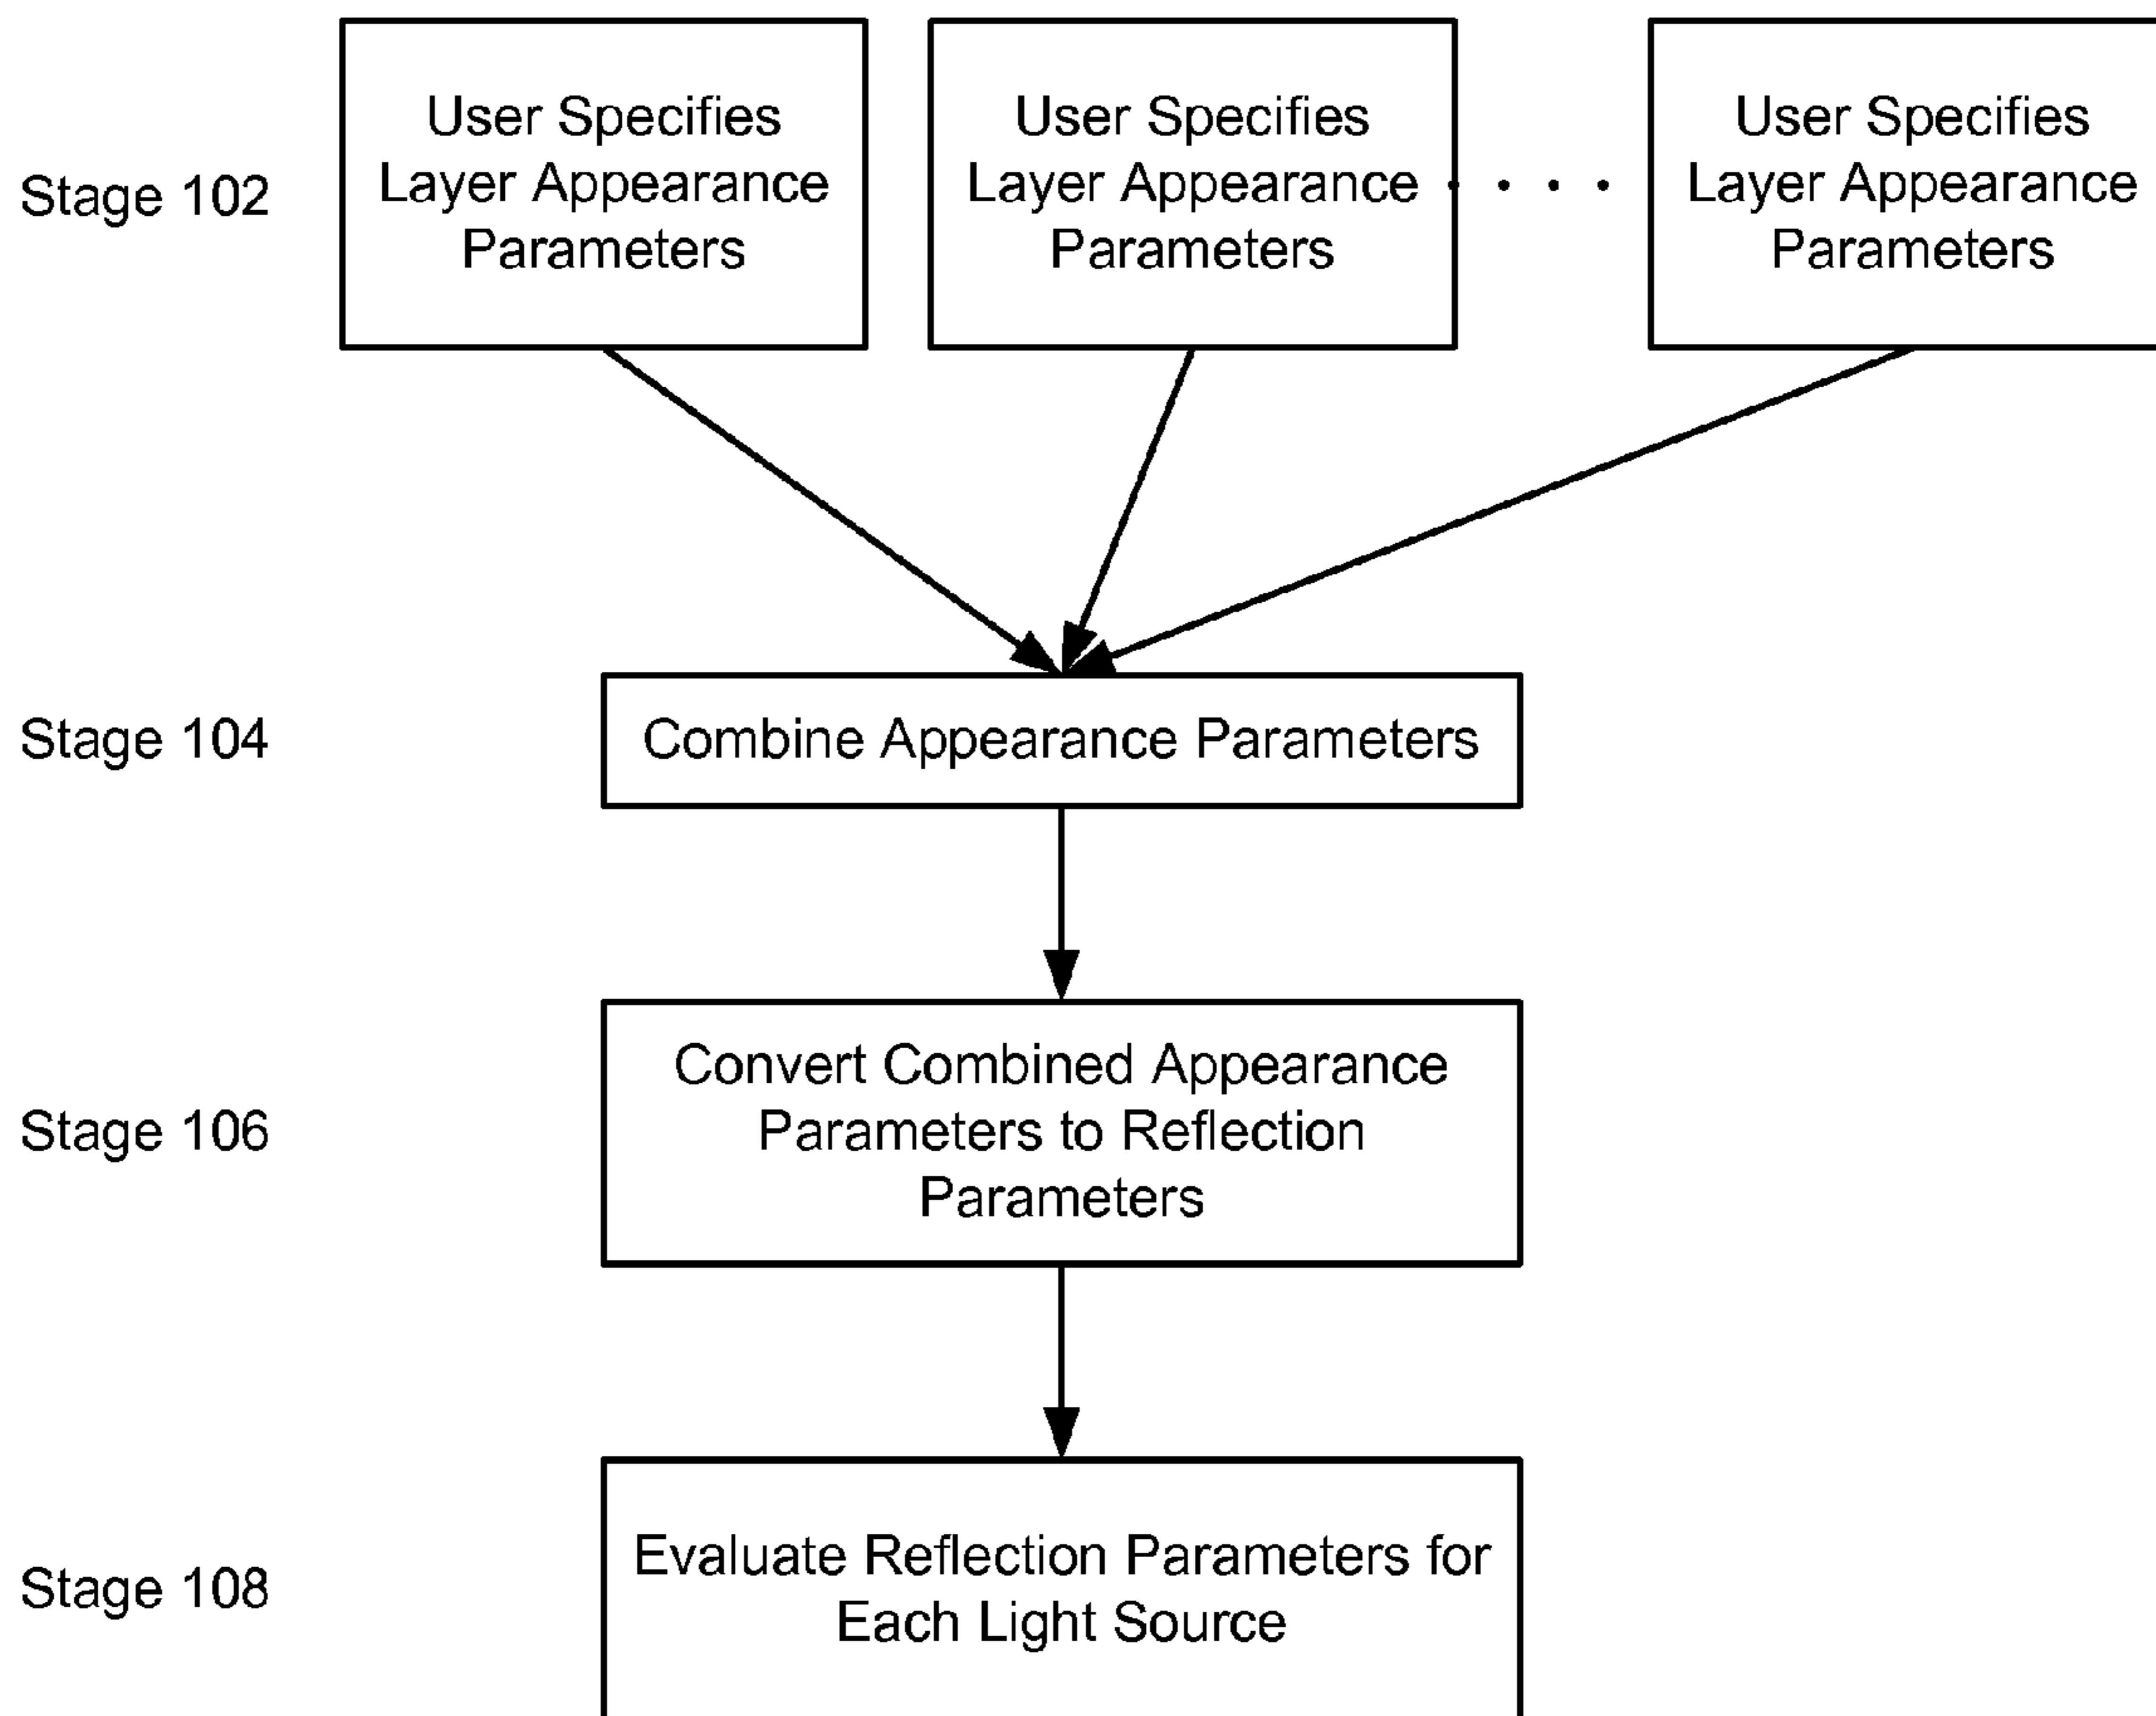 Stage 102
User Specifies
Layer Appearance
Parameters
User Specifies
Layer Appearance
Parameters
. . . .
User Specifies
Layer Appearance
Parameters
Stage 104
Combine Appearance Parameters
Stage 106
Convert Combined Appearance
Parameters to Reflection
Parameters
Stage 108
Evaluate Reflection Parameters for
Each Light Source